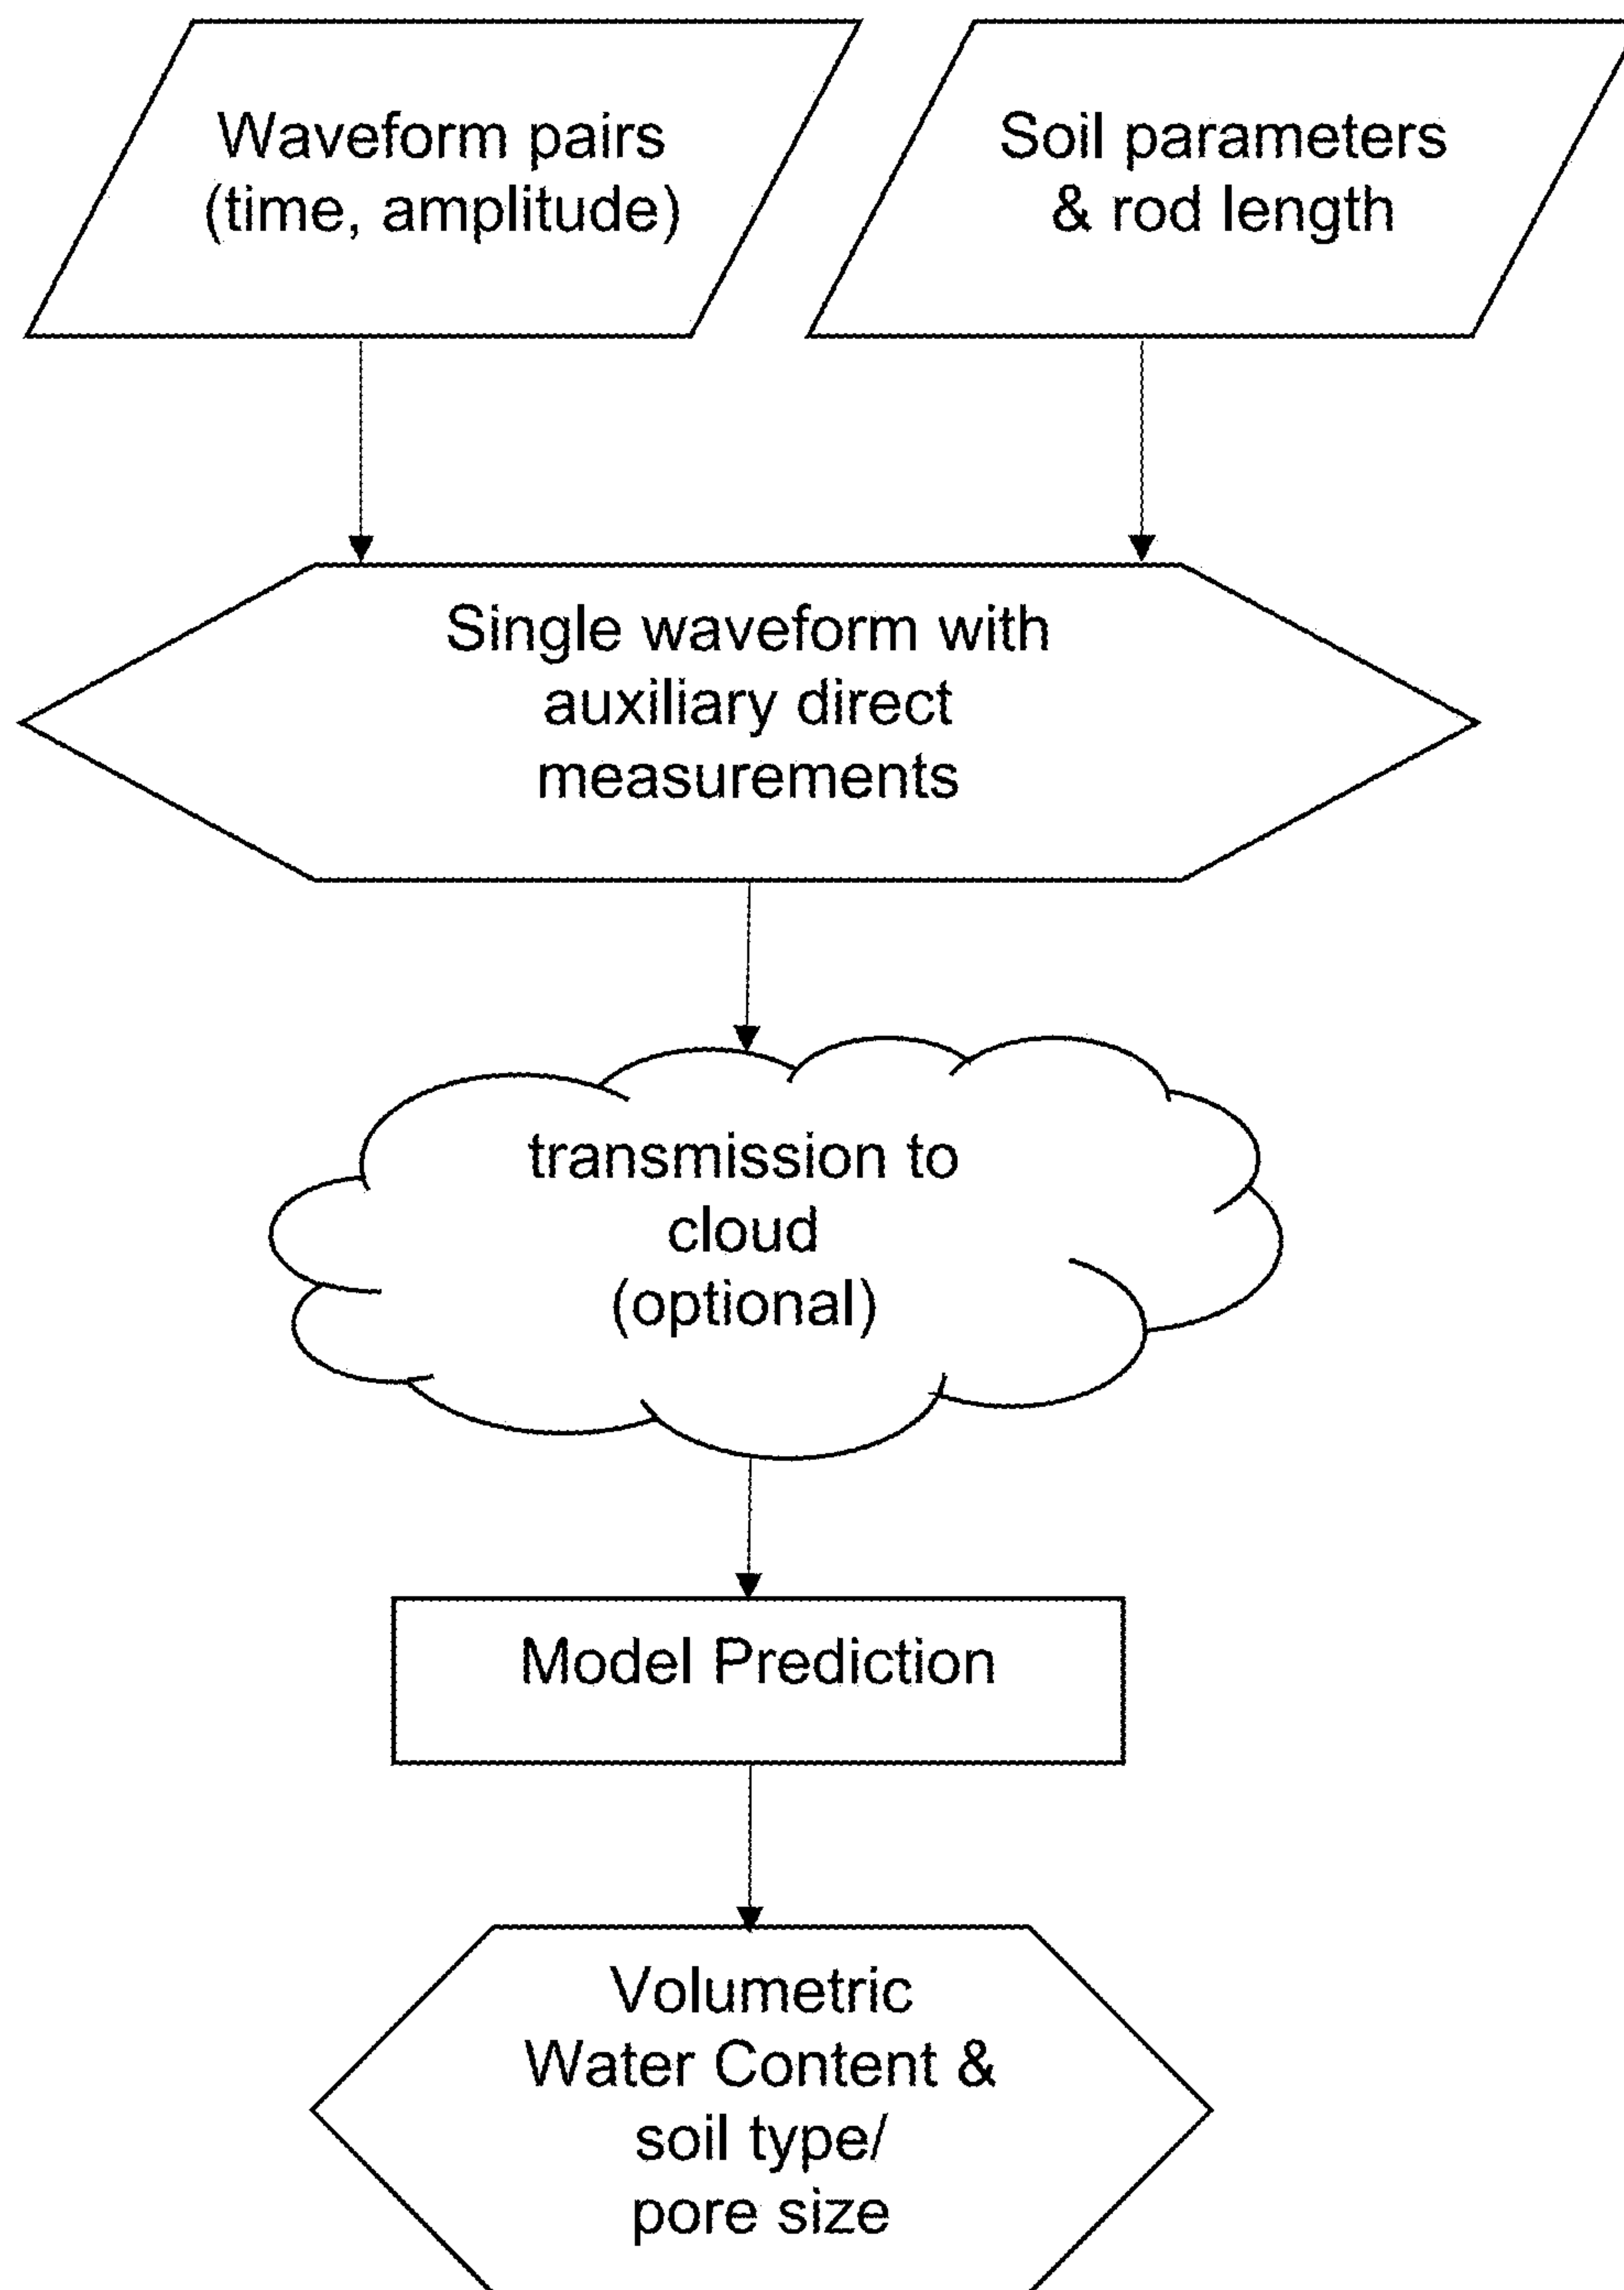 Waveform pairs
(time, amplitude)
Soil parameters
& rod length
Single waveform with
auxiliary direct
measurements
transmission to
cloud
(optional)
Model Prediction
Volumetric
Water Content &
soil type/
pore size